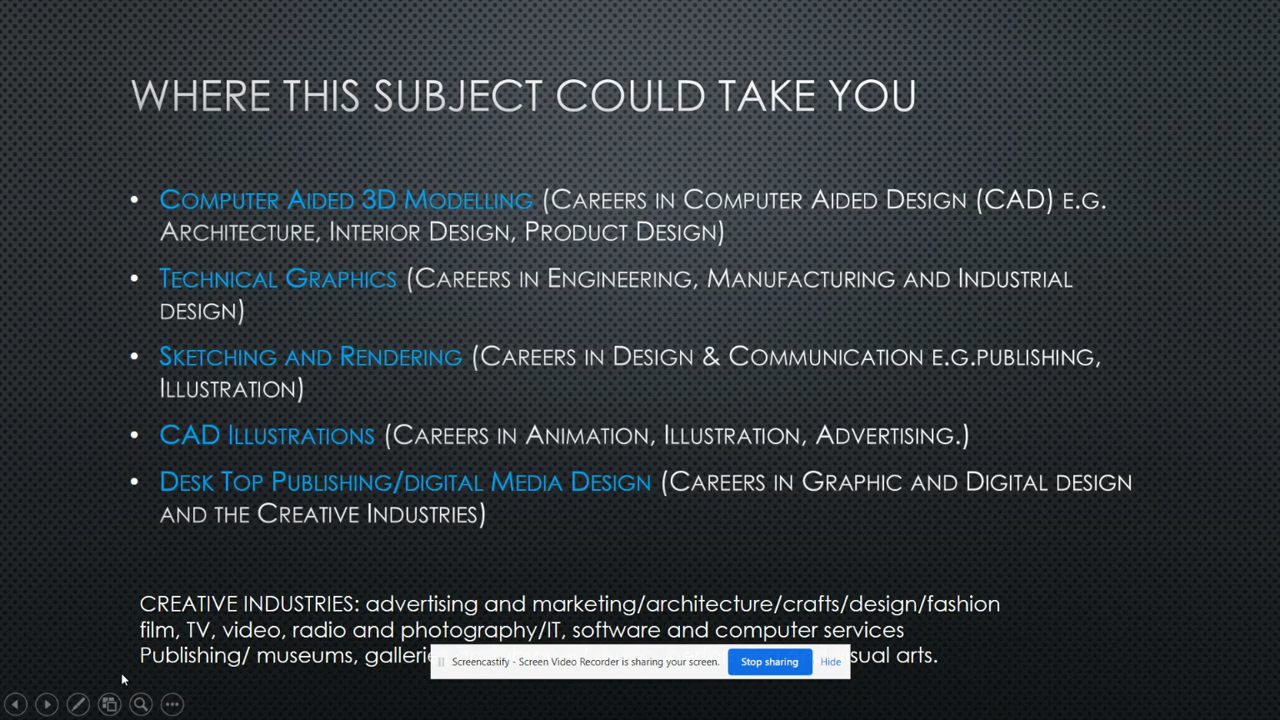 WHERE THIS SUBJECT COULD TAKE YOU
• COMPUTER AIDED 3D MODELLING (CAREERS IN COMPUTER AIDED DESIGN (CAD) E.G.
ARCHITECTURE, INTERIOR DESIGN, PRODUCT DESIGN)
• TECHNICAL GRAPHICS (CAREERS IN ENGINEERING, MANUFACTURING AND INDUSTRIAL
DESIGN)
• SKETCHING AND RENDERING (CAREERS IN DESIGN & COMMUNICATION E.G.PUBLISHING,
ILLUSTRATION)
• CAD ILLUSTRATIONS (CAREERS IN ANIMATION, ILLUSTRATION, ADVERTISING.)
• DESK TOP PUBLISHING/DIGITAL MEDIA DESIGN (CAREERS IN GRAPHIC AND DIGITAL DESIGN
AND THE CREATIVE INDUSTRIES)
CREATIVE INDUSTRIES: advertising and marketing/architecture/crafts/design/fashion
film, TV, video, radio and photography/IT, software and computer services
Publishing/ museums, arts.
Screencastify - Screen Video Recorder is sharing your screen. Stop sharing Hide